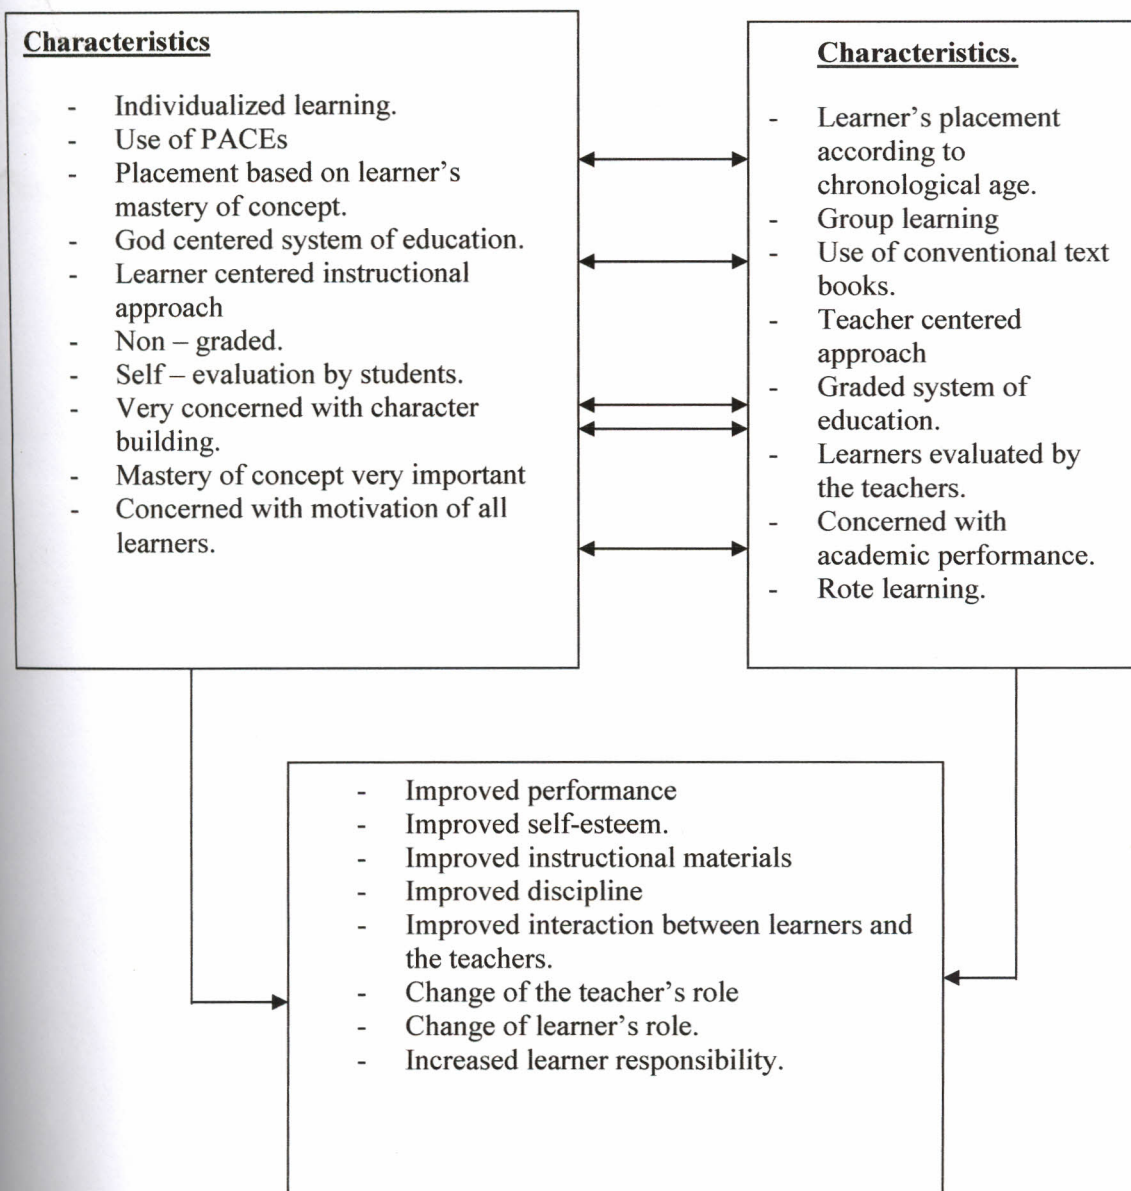 Characteristics
- Individualized learning.
- Use of PACEs
- Placement based on learner's
mastery of concept.
- God centered system of education.
- Learner centered instructional
approach
- Non – graded.
- Self – evaluation by students.
- Very concerned with character
building.
- Mastery of concept very important
- Concerned with motivation of all
learners.
Characteristics.
- Learner's placement
according to
chronological age.
- Group learning
- Use of conventional text
books.
- Teacher centered
approach
- Graded system of
education.
- Learners evaluated by
the teachers.
- Concerned with
academic performance.
- Rote learning.
- Improved performance
- Improved self-esteem.
- Improved instructional materials
- Improved discipline
- Improved interaction between learners and
the teachers.
- Change of the teacher's role
- Change of learner's role.
- Increased learner responsibility.